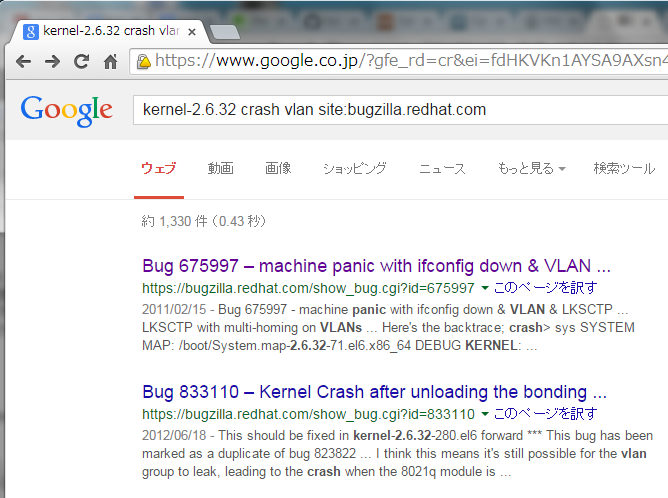 kernel-2.6.32 crash vlan
https://www.google.co.jp/?gfe_rd=cr&ei=fdHKVKn1AYSA9AXsn4
Google
kernel-2.6.32 crash vlan site:bugzilla.redhat.com
ウェブ 動画 画像 ショッピング ニュース もっと見る 検索ツール
約 1,330 件 (0.43 秒)
Bug 675997 – machine panic with ifconfig down & VLAN ...
https://bugzilla.redhat.com/show_bug.cgi?id=675997 このページを訳す
2011/02/15 - Bug 675997 - machine panic with ifconfig down & VLAN & LKSCTP ...
LKSCTP with multi-homing on VLANs ... Here's the backtrace; crash> sys SYSTEM
MAP: /boot/System.map-2.6.32-71.el6.x86_64 DEBUG KERNEL: ...
Bug 833110 – Kernel Crash after unloading the bonding ...
https://bugzilla.redhat.com/show_bug.cgi?id=833110 このページを訳す
2012/06/18 - This should be fixed in kernel-2.6.32-280.el6 forward *** This bug has been
marked as a duplicate of bug 823822 ... I think this means it's still possible for the vlan
group to leak, leading to the crash when the 8021q module is ...